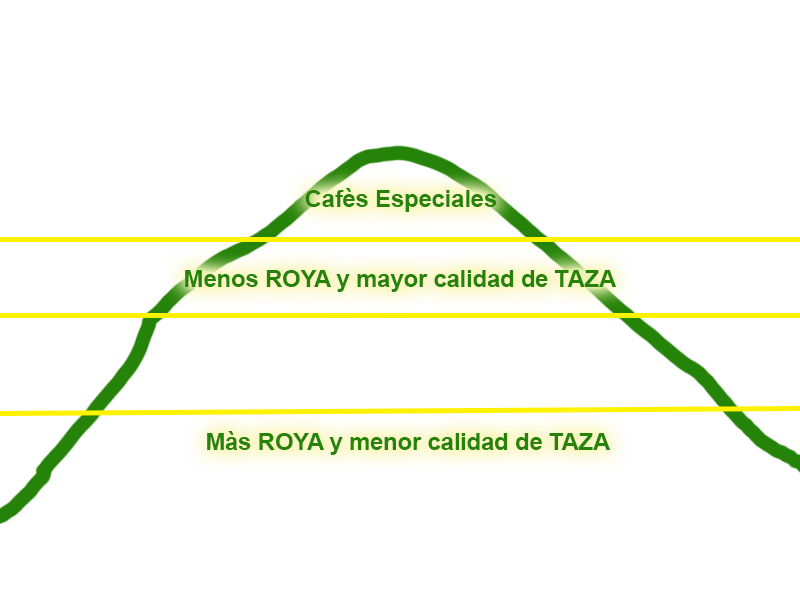 Cafès Especiales
Menos ROYA y mayor calidad de TAZA
Màs ROYA y menor calidad de TAZA